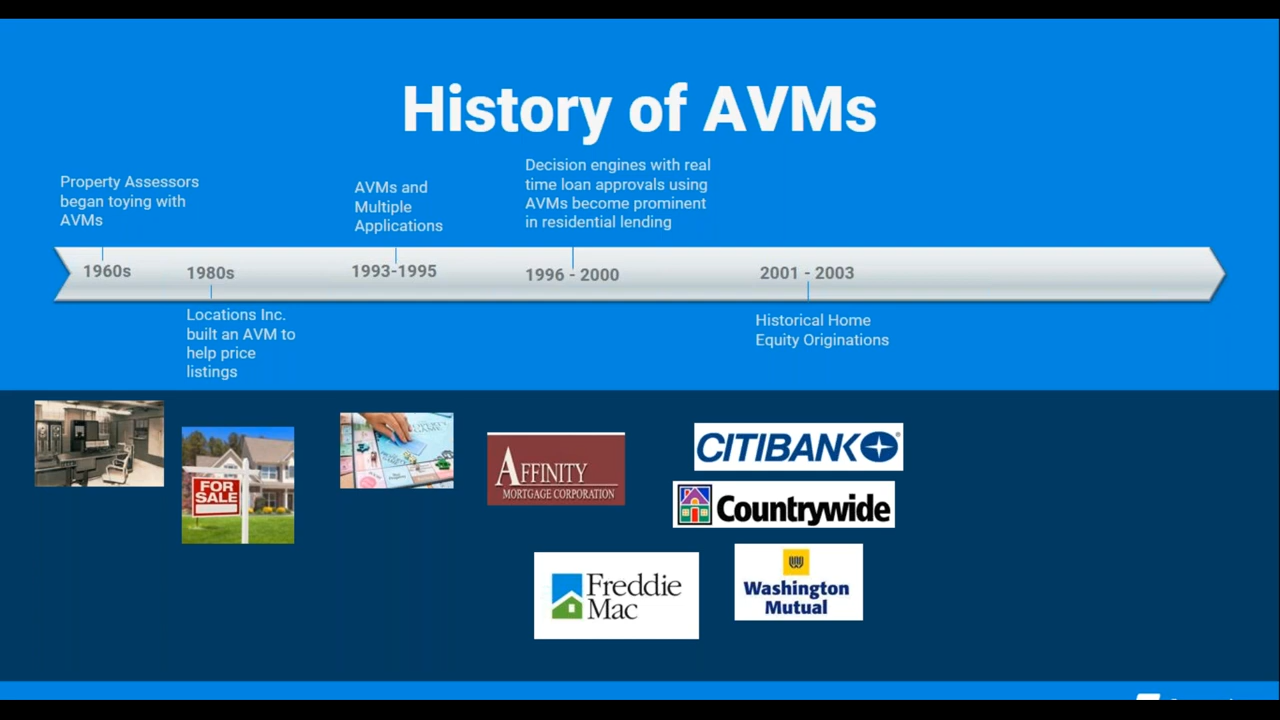 History of AVMs
Property Assessors
began toying with
AVMs
AVMs and
Multiple
Applications
Decision engines with real
time loan approvals using
AVMs become prominent
in residential lending
1960s
1980s
1993-1995
1996 - 2000
2001 - 2003
Locations Inc.
built an AVM to
help price
listings
Historical Home
Equity Originations
FOR
SALE
AFFINITY
MORTGAGE CORPORATION
CITIBANK
Countrywide
Freddie
Mac
Washington
Mutual